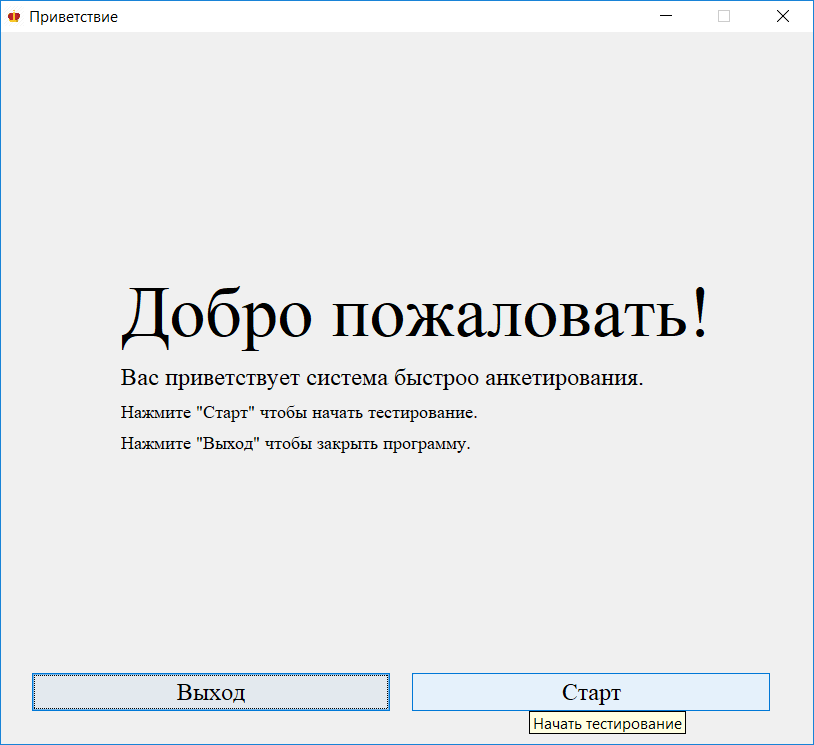 Приветствие
Добро пожаловать!
Вас приветствует система быстроо анкетирования.
Нажмите "Старт" чтобы начать тестирование.
Нажмите "Выход" чтобы закрыть программу.
Выход
Старт
Начать тестирование